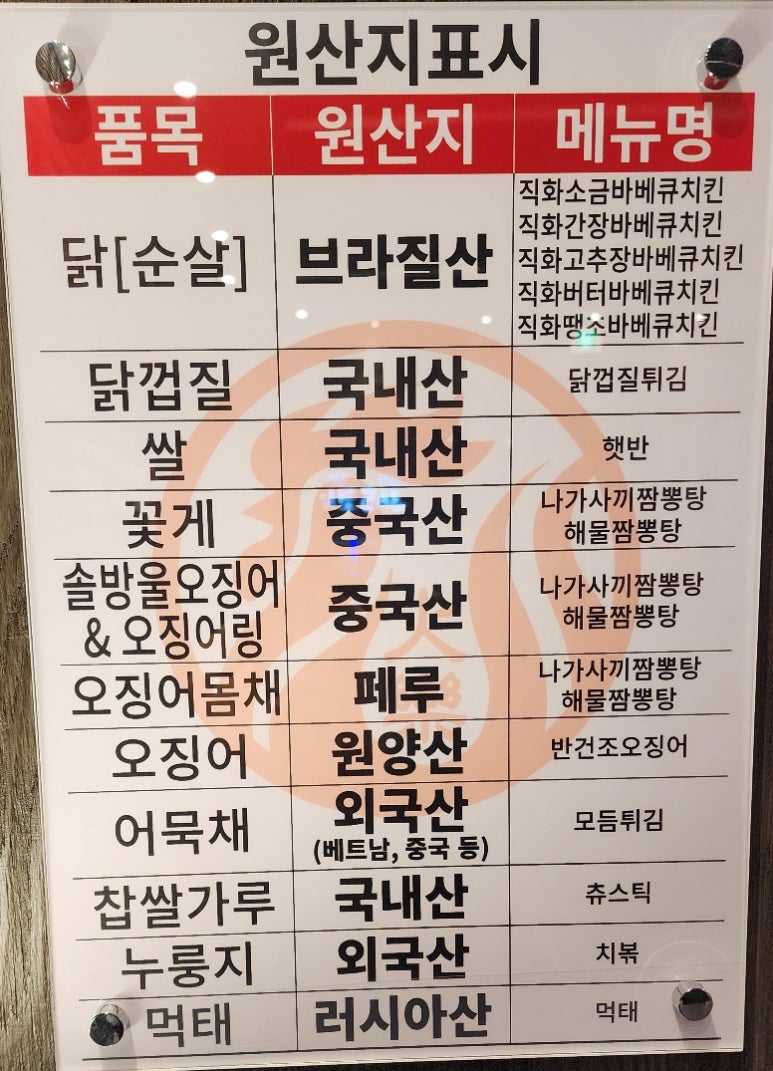 원산지표시
품목 원산지 메뉴명
닭[순살] 브라질산 직화소금바베큐치킨
직화간장바베큐치킨
직화고추장바베큐치킨
직화버터바베큐치킨
직화땡초바베큐치킨
닭껍질 국내산 닭껍질튀김
쌀 국내산 햇반
꽃게 중국산 나가사끼짬뽕탕
해물짬뽕탕
솔방울오징어
& 오징어링 중국산 나가사끼짬뽕탕
해물짬뽕탕
오징어몸채 페루 나가사끼짬뽕탕
해물짬뽕탕
오징어 원양산 반건조오징어
어묵채 외국산 모듬튀김
(베트남, 중국 등)
찹쌀가루 국내산 츄스틱
누룽지 외국산 치볶
먹태 러시아산 먹태